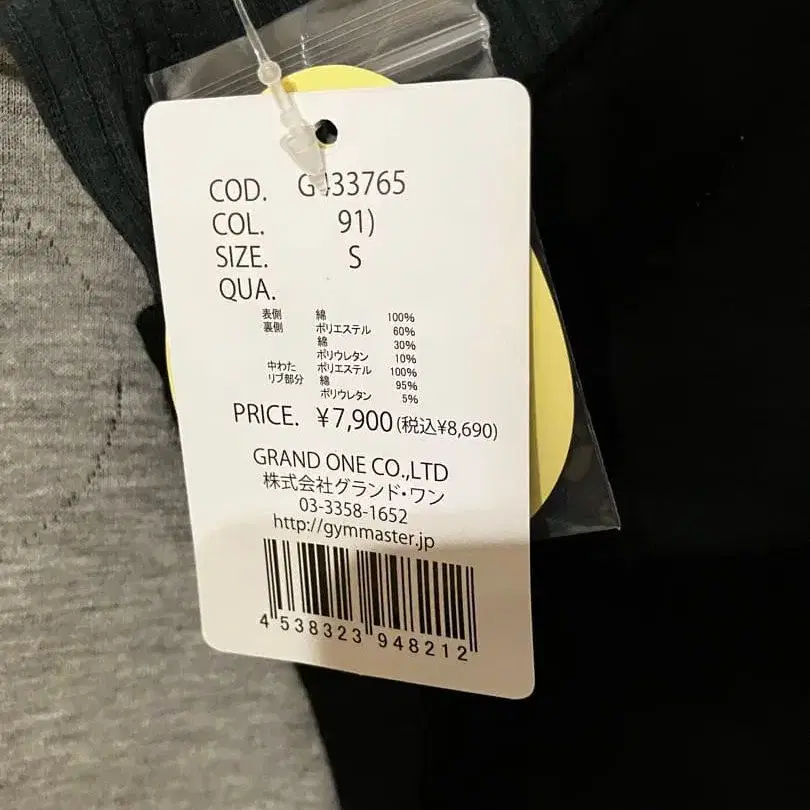 COD. G433765
COL. 91)
SIZE. S
QUA.
表側 綿 100%
裏側 ポリエステル 60%
綿 30%
ポリウレタン 10%
中わた ポリエステル 100%
リブ部分 綿 95%
ポリウレタン 5%
PRICE. ¥7,900(税込¥8,690)
GRAND ONE CO.,LTD
株式会社グランド・ワン
03-3358-1652
http://gymmaster.jp
4 538323 948212